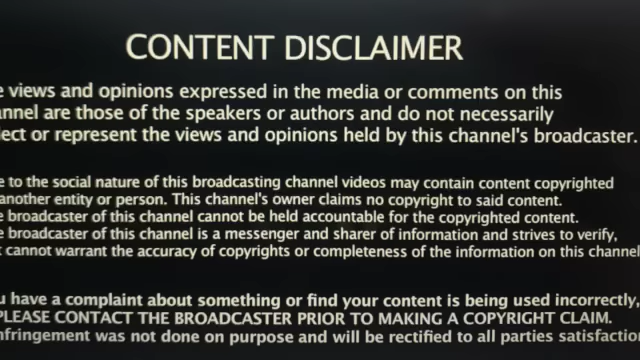 CONTENT DISCLAIMER
e views and opinions expressed in the media or comments on this
nnel are those of the speakers or authors and do not necessarily
lect or represent the views and opinions held by this channel's broadcaster.
e to the social nature of this broadcasting channel videos may contain content copyrighted
another entity or person. This channel's owner claims no copyright to said content.
e broadcaster of this channel cannot be held accountable for the copyrighted content.
e broadcaster of this channel is a messenger and sharer of information and strives to verify,
t cannot warrant the accuracy of copyrights or completeness of the information on this channel
u have a complaint about something or find your content is being used incorrectly,
PLEASE CONTACT THE BROADCASTER PRIOR TO MAKING A COPYRIGHT CLAIM.
nfringement was not done on purpose and will be rectified to all parties satisfactio